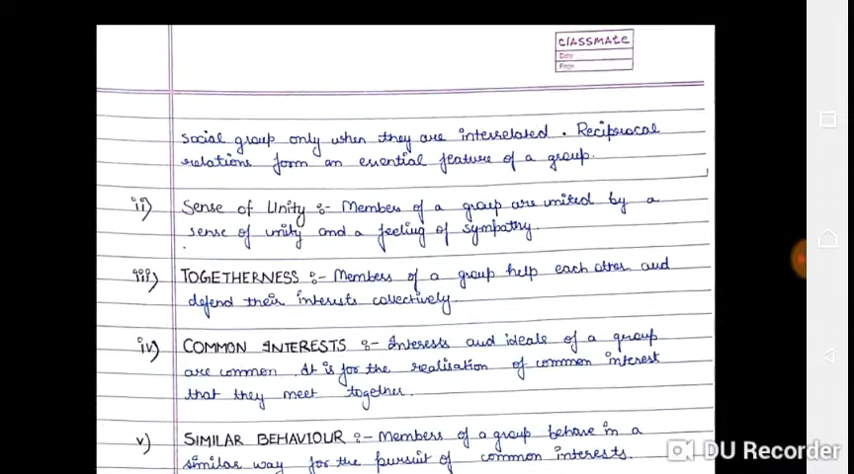 CLASSMATE
Date
Page
social group only when they are interrelated. Reciprocal
relations form an essential feature of a group.
ii) Sense of Unity :- Members of a group are united by a
sense of unity and a feeling of sympathy.
iii) TOGETHERNESS :- Members of a group help each other and
defend their interests collectively.
iv) COMMON INTERESTS :- Interests and ideals of a group
are common. It is for the realisation of common interest
that they meet together.
v) SIMILAR BEHAVIOUR :- Members of a group behave in a
similar way for the pursuit of common interests.
DU Recorder